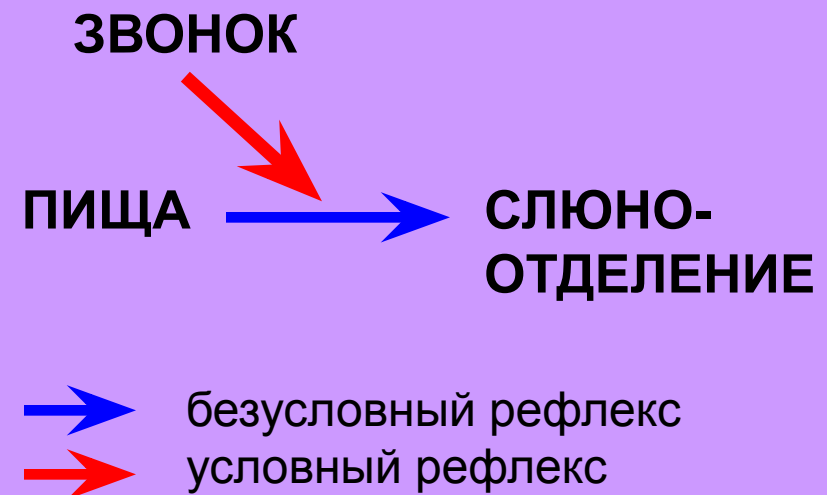 ЗВОНОК
ПИЩА
СЛЮНО-
ОТДЕЛЕНИЕ
безусловный рефлекс
условный рефлекс